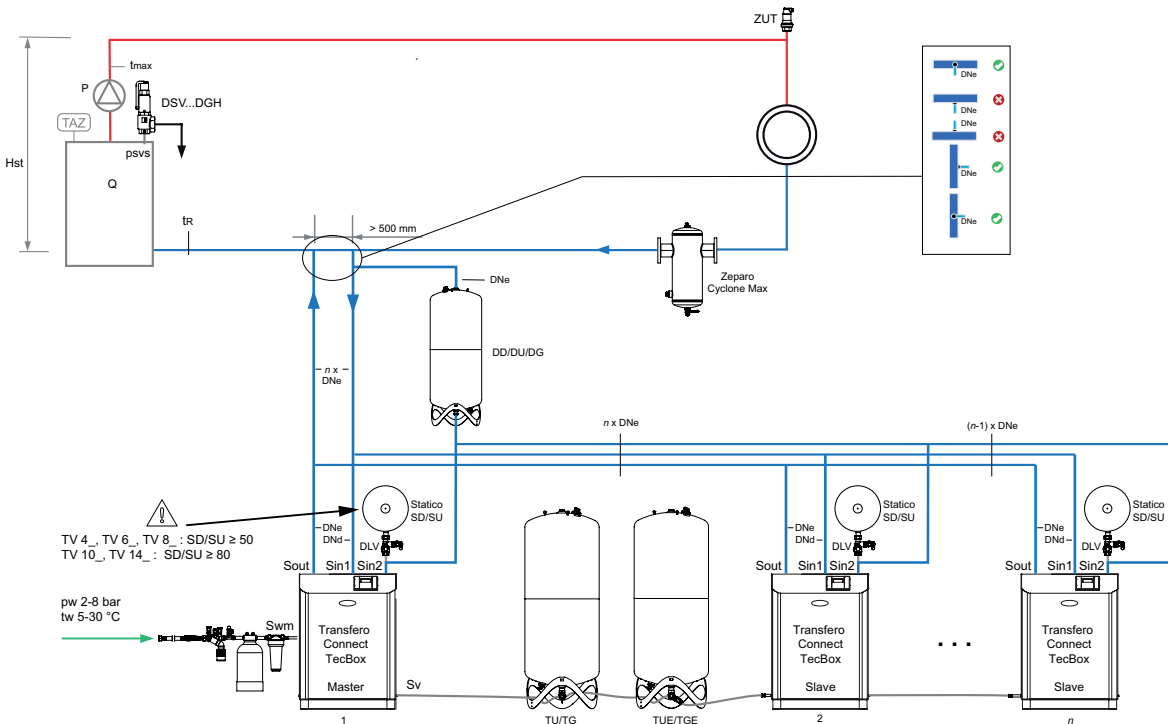 ZUT
tmax
P
DSV...DGH
TAZ
psvs
Hst
Q
tR
> 500 mm
DNe
DNe
DNe
DNe
DNe
DNe
Zeparo
Cyclone Max
DD/DU/DG
n x
DNe
n x DNe
(n-1) x DNe
Statico
SD/SU
Statico
SD/SU
Statico
SD/SU
TV 4_, TV 6_, TV 8_ : SD/SU ≥ 50
TV 10_, TV 14_ : SD/SU ≥ 80
DNe
DNd
DLV
DNe
DNd
DLV
DNe
DNd
DLV
Sout Sin1 Sin2
Sout Sin1 Sin2
Sout Sin1 Sin2
pw 2-8 bar
tw 5-30 °C
Swm
Transfero
Connect
TecBox
Master
Sv
Transfero
Connect
TecBox
Slave
. . .
Transfero
Connect
TecBox
Slave
1
TU/TG
TUE/TGE
2
n